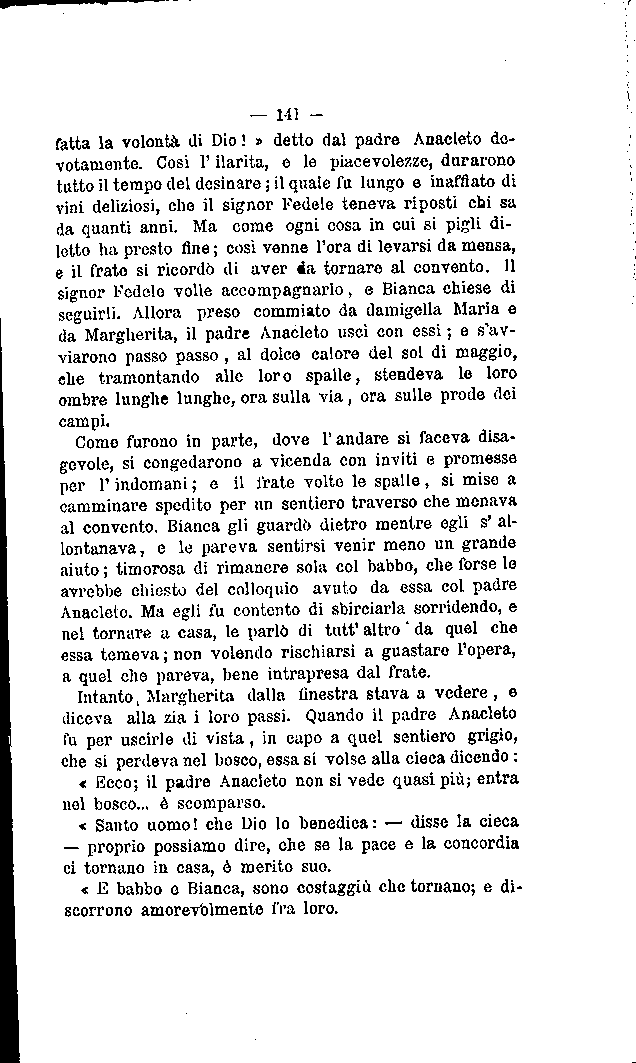 — 141 —
fatta la volontà di Dio! » detto dal padre Anacleto de-
votamente. Così l' ilarità, e le piacevolezze, durarono
tutto il tempo del desinare; il quale fu lungo e inaffiato di
vini deliziosi, che il signor Fedele teneva riposti chi sa
da quanti anni. Ma come ogni cosa in cui si pigli di-
letto ha presto fine; così venne l'ora di levarsi da mensa,
e il frate si ricordò di aver da tornare al convento. Il
signor Fedele volle accompagnarlo, e Bianca chiese di
seguirli. Allora preso commiato da damigella Maria e
da Margherita, il padre Anacleto uscì con essi; e s'av-
viarono passo passo, al dolce calore del sol di maggio,
che tramontando alle loro spalle, stendeva le loro
ombre lunghe lunghe, ora sulla via, ora sulle prode dei
campi.
Come furono in parte, dove l' andare si faceva disa-
gevole, si congedarono a vicenda con inviti e promesse
per l' indomani; e il frate volte le spalle, si mise a
camminare spedito per un sentiero traverso che menava
al convento. Bianca gli guardò dietro mentre egli s' al-
lontanava, e le pareva sentirsi venir meno un grande
aiuto; timorosa di rimanere sola col babbo, che forse le
avrebbe chiesto del colloquio avuto da essa col padre
Anacleto. Ma egli fu contento di sbirciarla sorridendo, e
nel tornare a casa, le parlò di tutt' altro da quel che
essa temeva; non volendo rischiarsi a guastare l'opera,
a quel che pareva, bene intrapresa dal frate.
Intanto, Margherita dalla finestra stava a vedere, e
diceva alla zia i loro passi. Quando il padre Anacleto
fu per uscirle di vista, in capo a quel sentiero grigio,
che si perdeva nel bosco, essa si volse alla cieca dicendo:
« Ecco; il padre Anacleto non si vede quasi più; entra
nel bosco... è scomparso.
« Santo uomo! che Dio lo benedica: — disse la cieca
— proprio possiamo dire, che se la pace e la concordia
ci tornano in casa, è merito suo.
« E babbo e Bianca, sono costaggiù che tornano; e di-
scorrono amorevolmente fra loro.